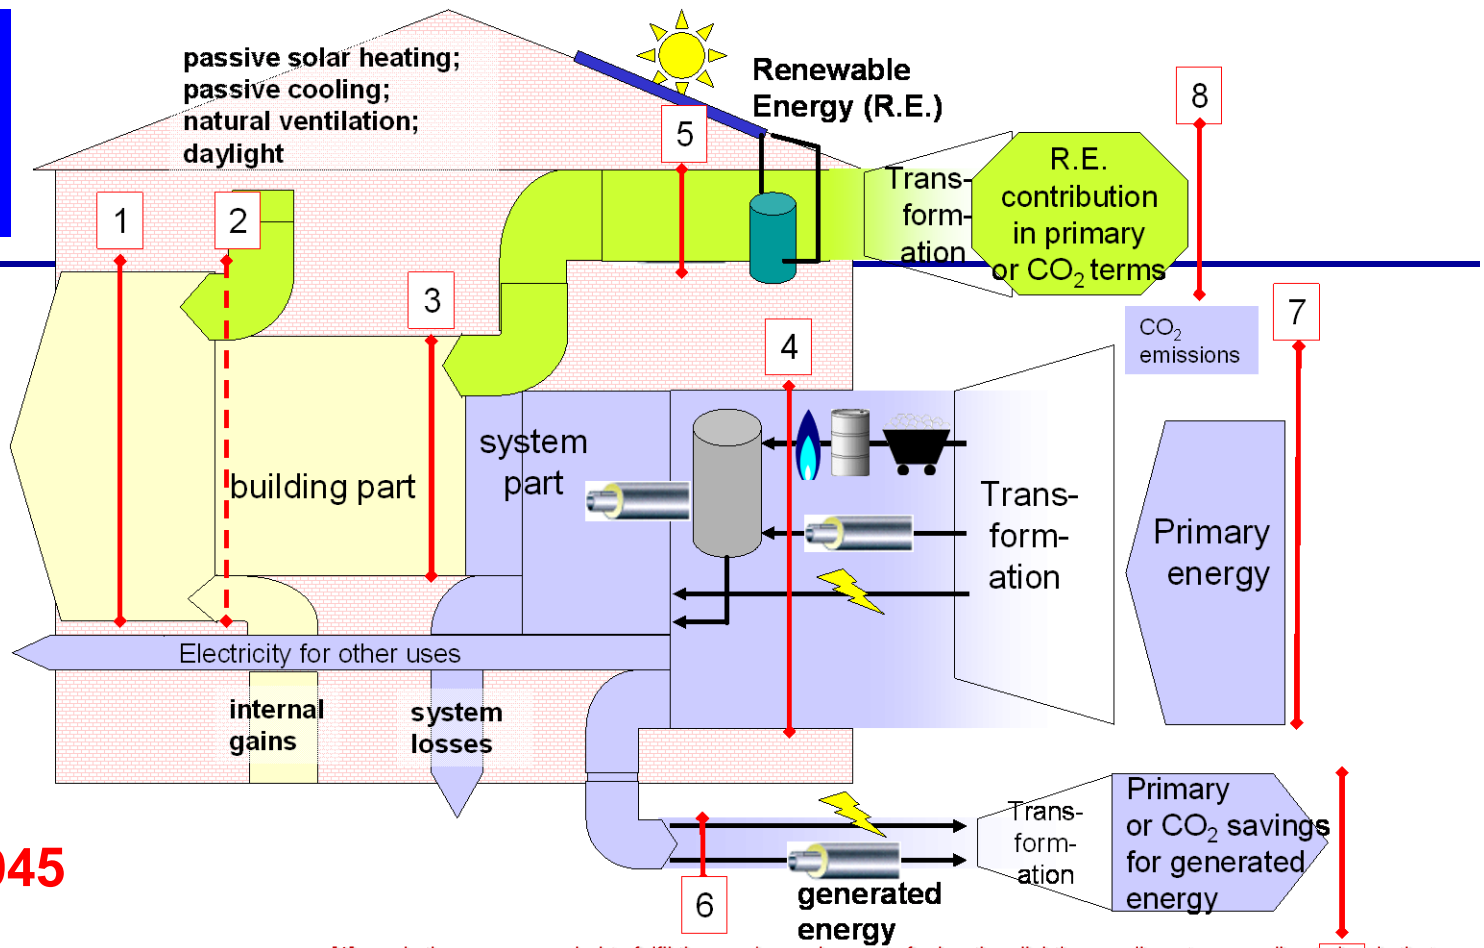 passive solar heating;
passive cooling;
natural ventilation;
daylight
Renewable
Energy (R.E.)
8
5
Trans-
form-
ation
R.E.
contribution
in primary
or CO2 terms
1
2
3
4
7
CO2
emissions
system
part
building part
Trans-
form-
ation
Primary
energy
Electricity for other uses
internal
gains
system
losses
Primary
or CO2 savings
for generated
energy
Trans-
form-
ation
045
6
generated
energy